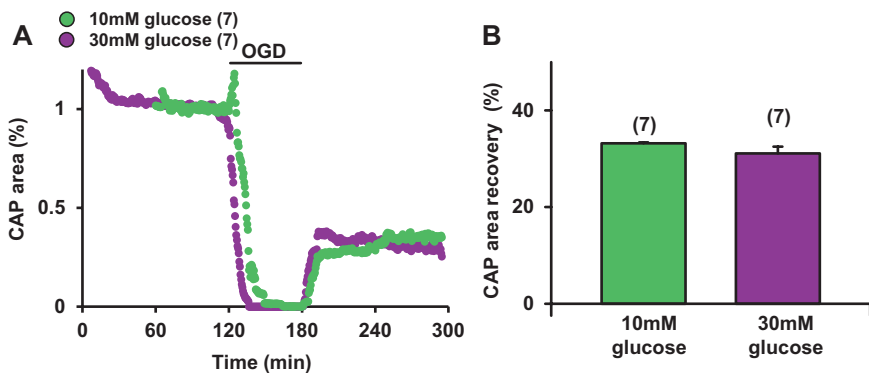 A
10mM glucose (7)
30mM glucose (7)
OGD
CAP area (%)
1
0.5
0
0
60
120
180
240
300
Time (min)
B
CAP area recovery (%)
40
20
0
(7)
(7)
10mM
glucose
30mM
glucose